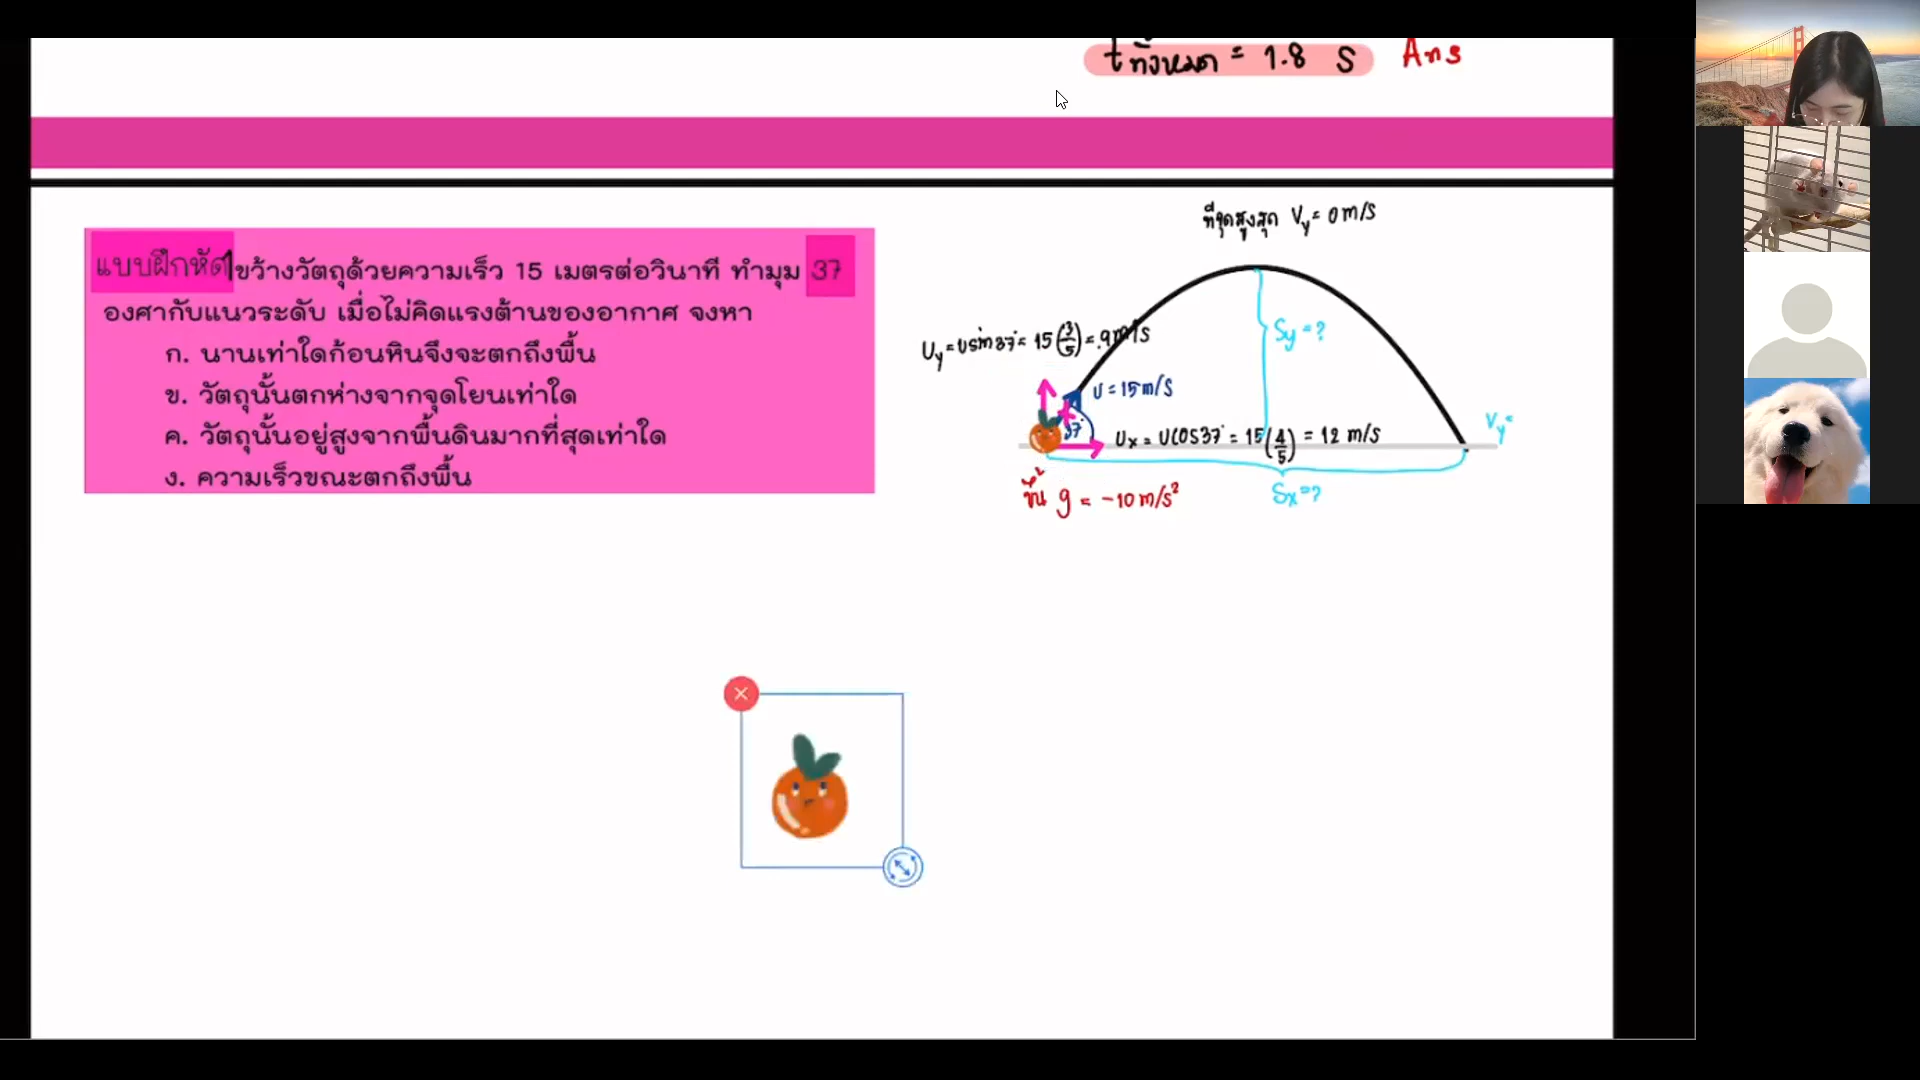 tทั้งหมด = 1.8 S Ans
แบบฝึกหัด1 ขว้างวัตถุด้วยความเร็ว 15 เมตรต่อวินาที ทำมุม 37
องศากับแนวระดับ เมื่อไม่คิดแรงต้านของอากาศ จงหา
ก. นานเท่าใดก้อนหินจึงจะตกถึงพื้น
ข. วัตถุนั้นตกห่างจากจุดโยนเท่าใด
ค. วัตถุนั้นอยู่สูงจากพื้นดินมากที่สุดเท่าใด
ง. ความเร็วขณะตกถึงพื้น
ที่จุดสูงสุด Vy = 0 m/s
Uy = Usin37° = 15(3/5) = 9 m/s
Sy = ?
U = 15 m/s
37°
Ux = Ucos37° = 15(4/5) = 12 m/s
Vy =
Sx = ?
ขึ้น g = -10 m/s²